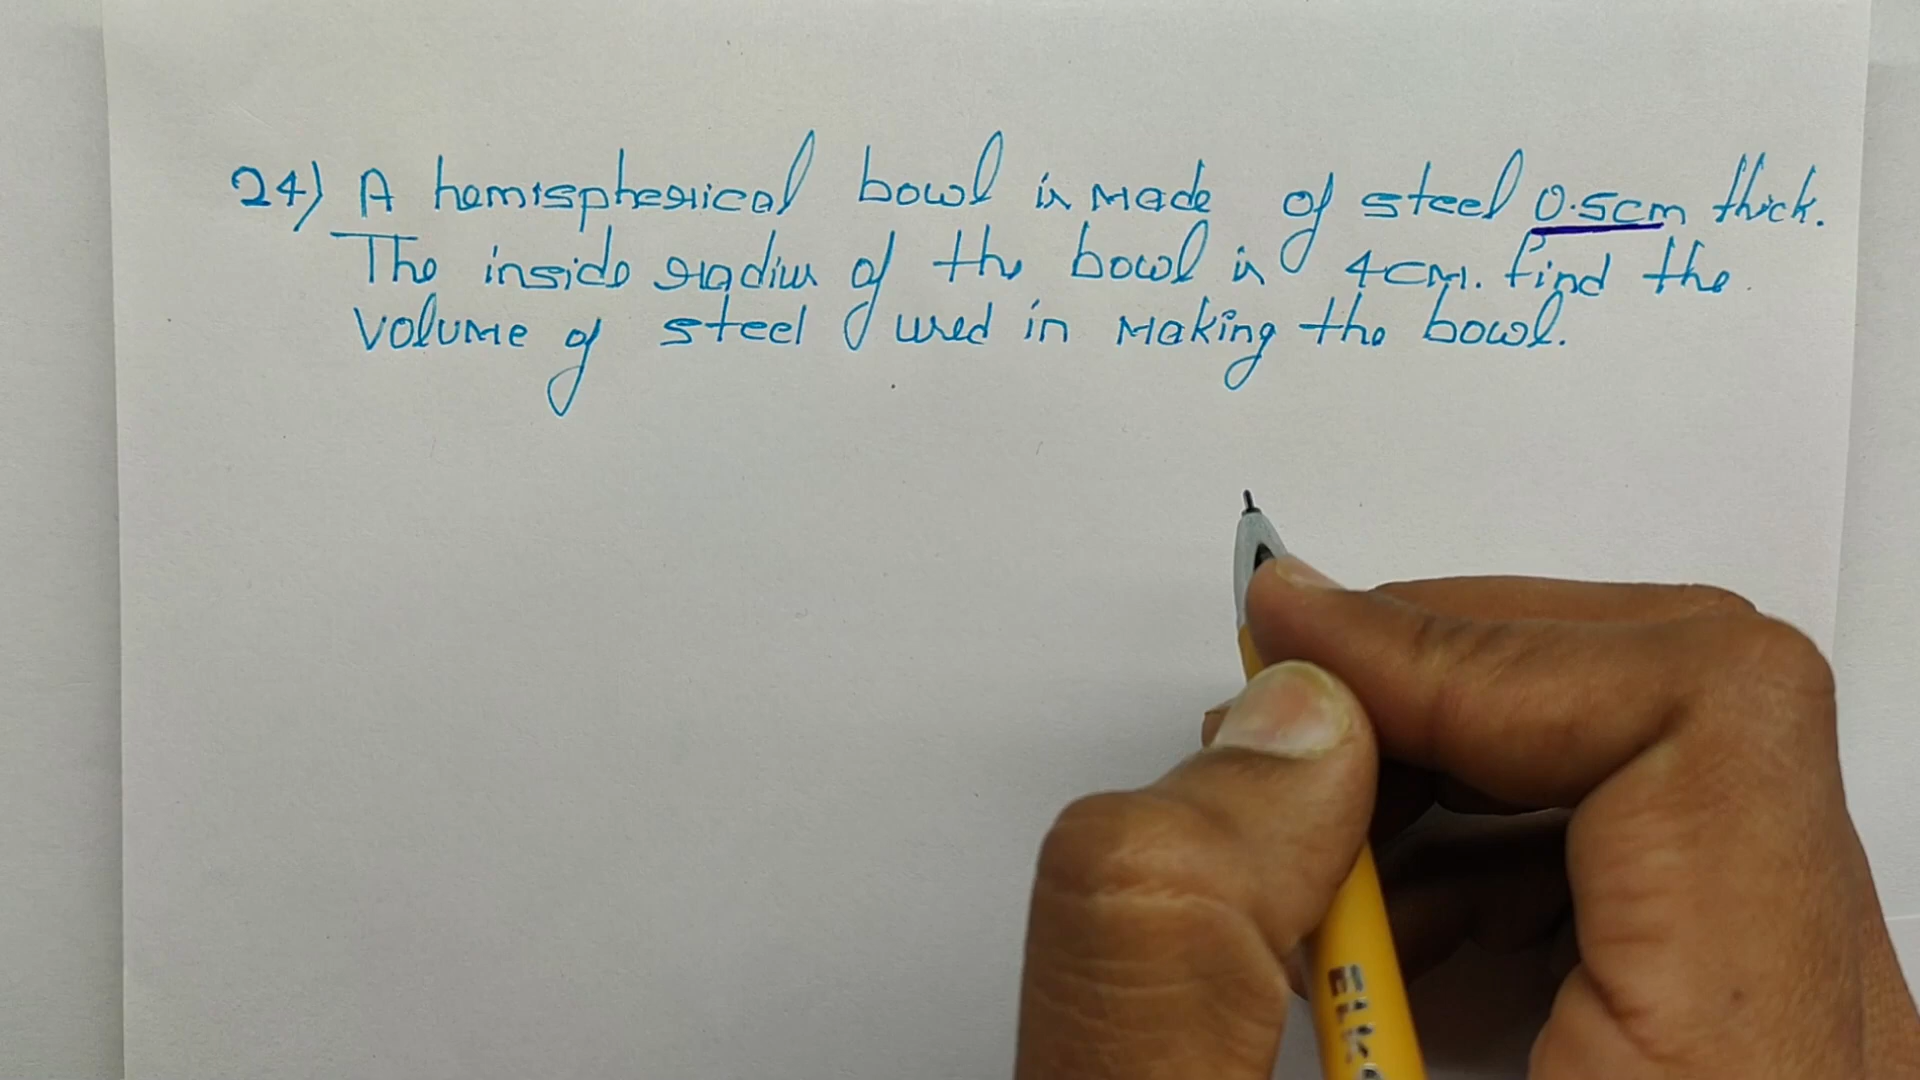 24) A hemispherical bowl is made of steel 0.5cm thick.
The inside radius of the bowl is 4cm. find the
volume of steel used in making the bowl.